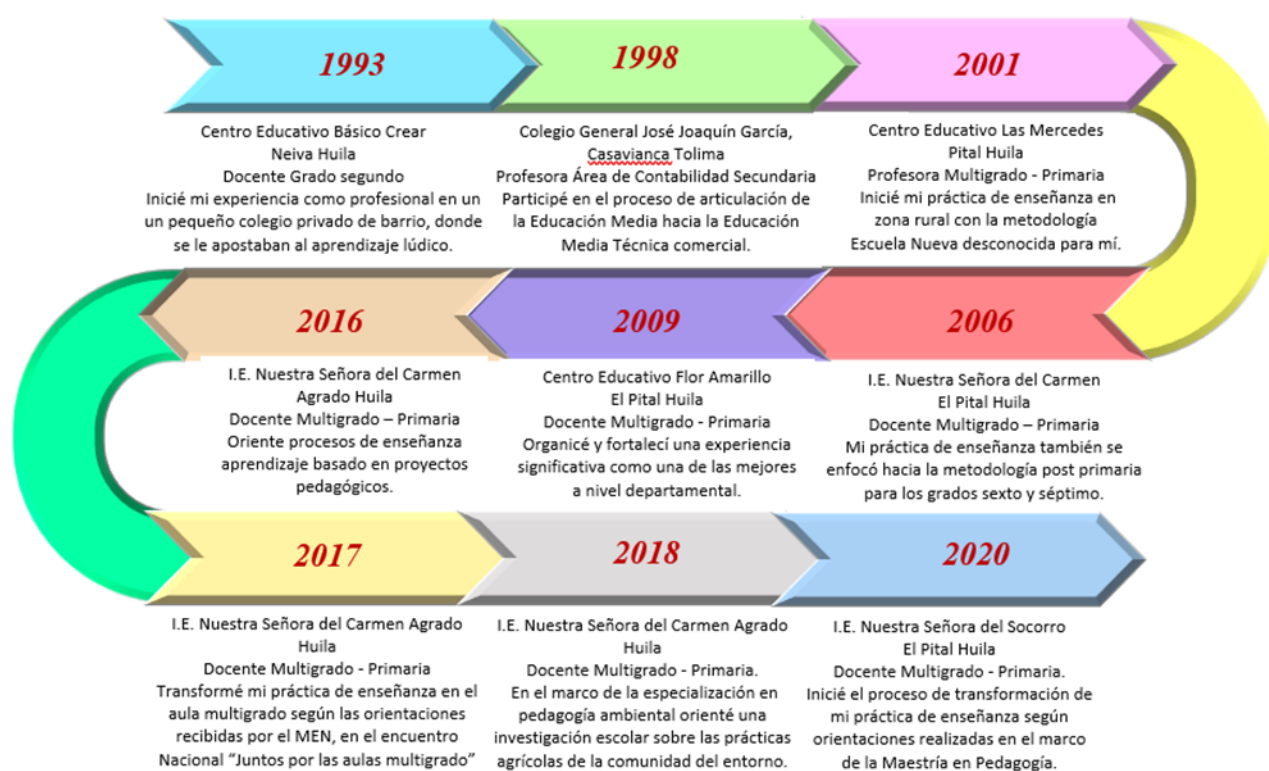 1993
Centro Educativo Básico Crear
Neiva Huila
Docente Grado segundo
Inicié mi experiencia como profesional en un
un pequeño colegio privado de barrio, donde
se le apostaban al aprendizaje lúdico.
1998
Colegio General José Joaquín García,
Casavianca Tolima
Profesora Área de Contabilidad Secundaria
Participé en el proceso de articulación de
la Educación Media hacia la Educación
Media Técnica comercial.
2001
Centro Educativo Las Mercedes
Pital Huila
Profesora Multigrado - Primaria
Inicié mi práctica de enseñanza en
zona rural con la metodología
Escuela Nueva desconocida para mí.
2006
I.E. Nuestra Señora del Carmen
El Pital Huila
Docente Multigrado – Primaria
Mi práctica de enseñanza también se
enfocó hacia la metodología post primaria
para los grados sexto y séptimo.
2009
Centro Educativo Flor Amarillo
El Pital Huila
Docente Multigrado - Primaria
Organicé y fortalecí una experiencia
significativa como una de las mejores
a nivel departamental.
2016
I.E. Nuestra Señora del Carmen
Agrado Huila
Docente Multigrado – Primaria
Oriente procesos de enseñanza
aprendizaje basado en proyectos
pedagógicos.
2017
I.E. Nuestra Señora del Carmen Agrado
Huila
Docente Multigrado - Primaria
Transformé mi práctica de enseñanza en el
aula multigrado según las orientaciones
recibidas por el MEN, en el encuentro
Nacional “Juntos por las aulas multigrado”
2018
I.E. Nuestra Señora del Carmen Agrado
Huila
Docente Multigrado - Primaria.
En el marco de la especialización en
pedagogía ambiental orienté una
investigación escolar sobre las prácticas
agrícolas de la comunidad del entorno.
2020
I.E. Nuestra Señora del Socorro
El Pital Huila
Docente Multigrado - Primaria.
Inicié el proceso de transformación de
mi práctica de enseñanza según
orientaciones realizadas en el marco
de la Maestría en Pedagogía.